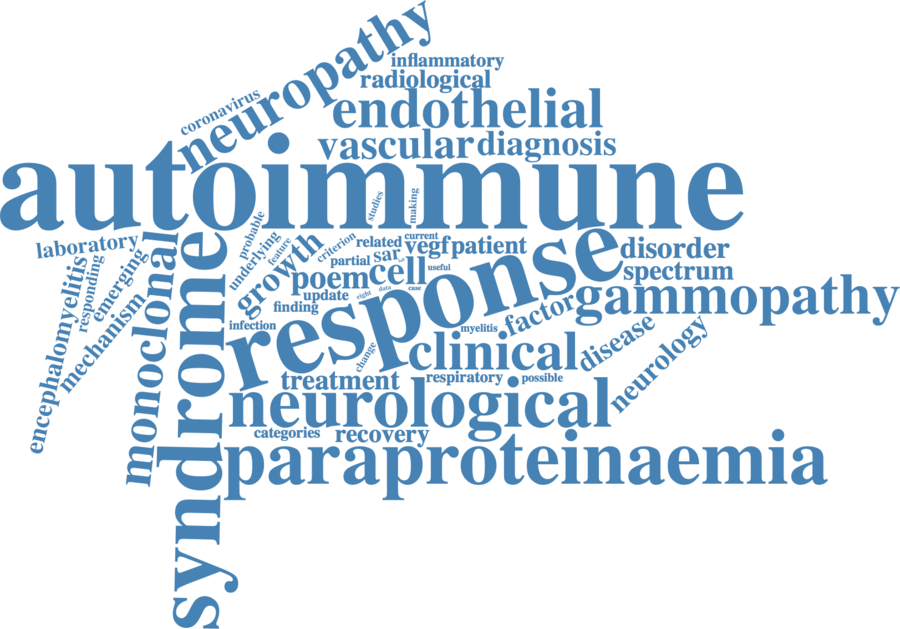 neuropathy
inflammatory
radiological
coronavirus
endothelial
vascular
diagnosis
autoimmune
studies
making
laboratory
probable
underlying
feature
growth
criterion
related
current
vegf
patient
disorder
partial
sar
spectrum
encephalomyelitis
responding
emerging
mechanism
monoclonal
syndrome
poem
cell
useful
response
gammopathy
update
eight
data
case
finding
infection
myelitis
.factor
change
clinical
disease
neurology
treatment
respiratory
possible
neurological
categories
recovery
paraproteinaemia